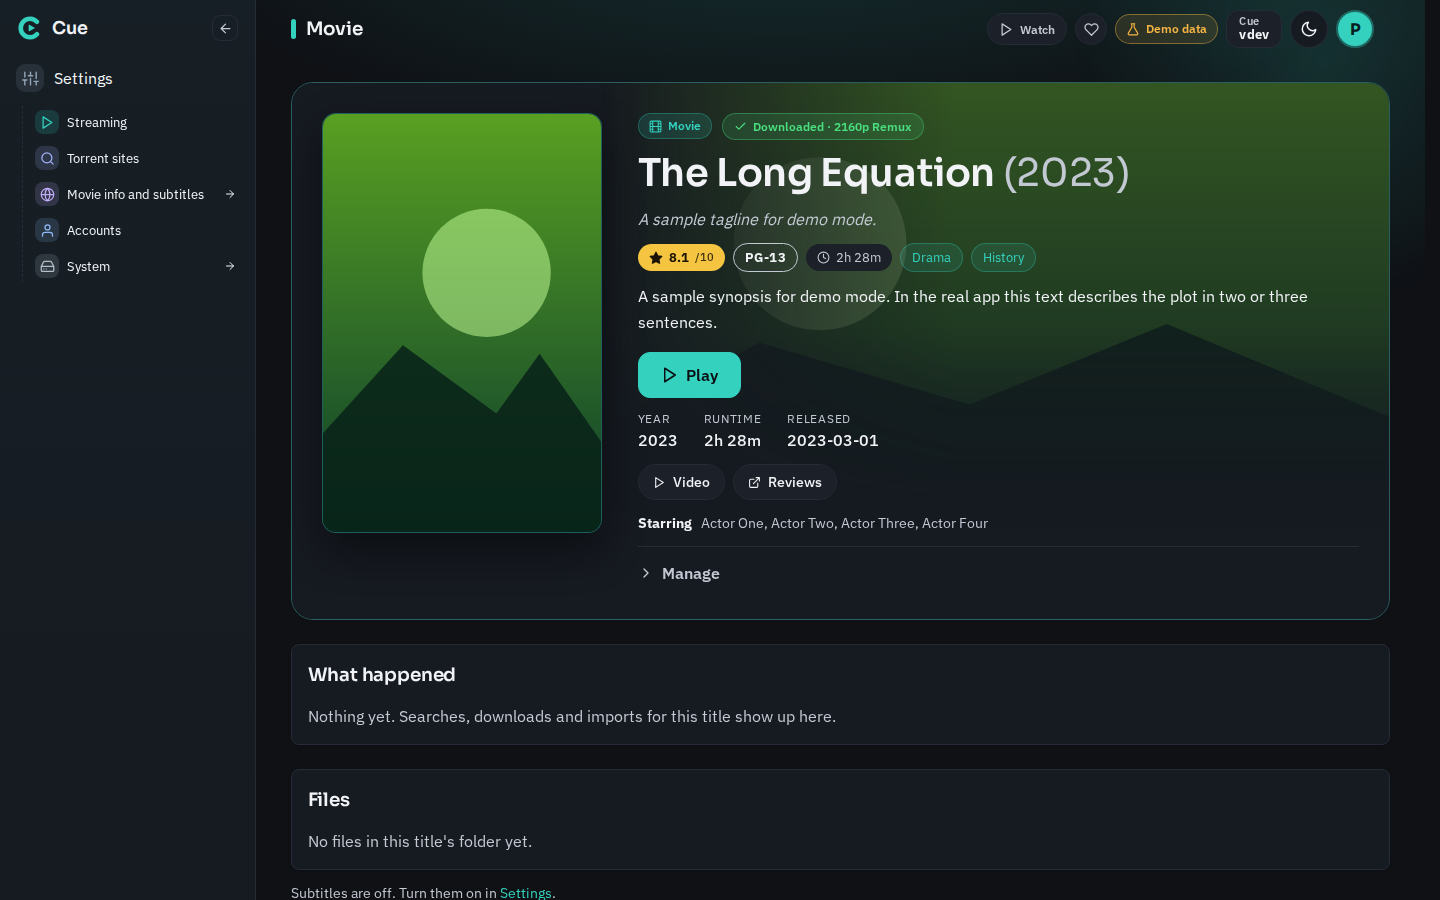 Cue
Settings
Streaming
Torrent sites
Movie info and subtitles
Accounts
System
Movie
Watch
Demo data
Cue
vdev
P
Movie
Downloaded · 2160p Remux
The Long Equation (2023)
A sample tagline for demo mode.
8.1 /10
PG-13
2h 28m
Drama
History
A sample synopsis for demo mode. In the real app this text describes the plot in two or three
sentences.
Play
YEAR RUNTIME RELEASED
2023 2h 28m 2023-03-01
Video
Reviews
Starring Actor One, Actor Two, Actor Three, Actor Four
Manage
What happened
Nothing yet. Searches, downloads and imports for this title show up here.
Files
No files in this title's folder yet.
Subtitles are off. Turn them on in Settings.